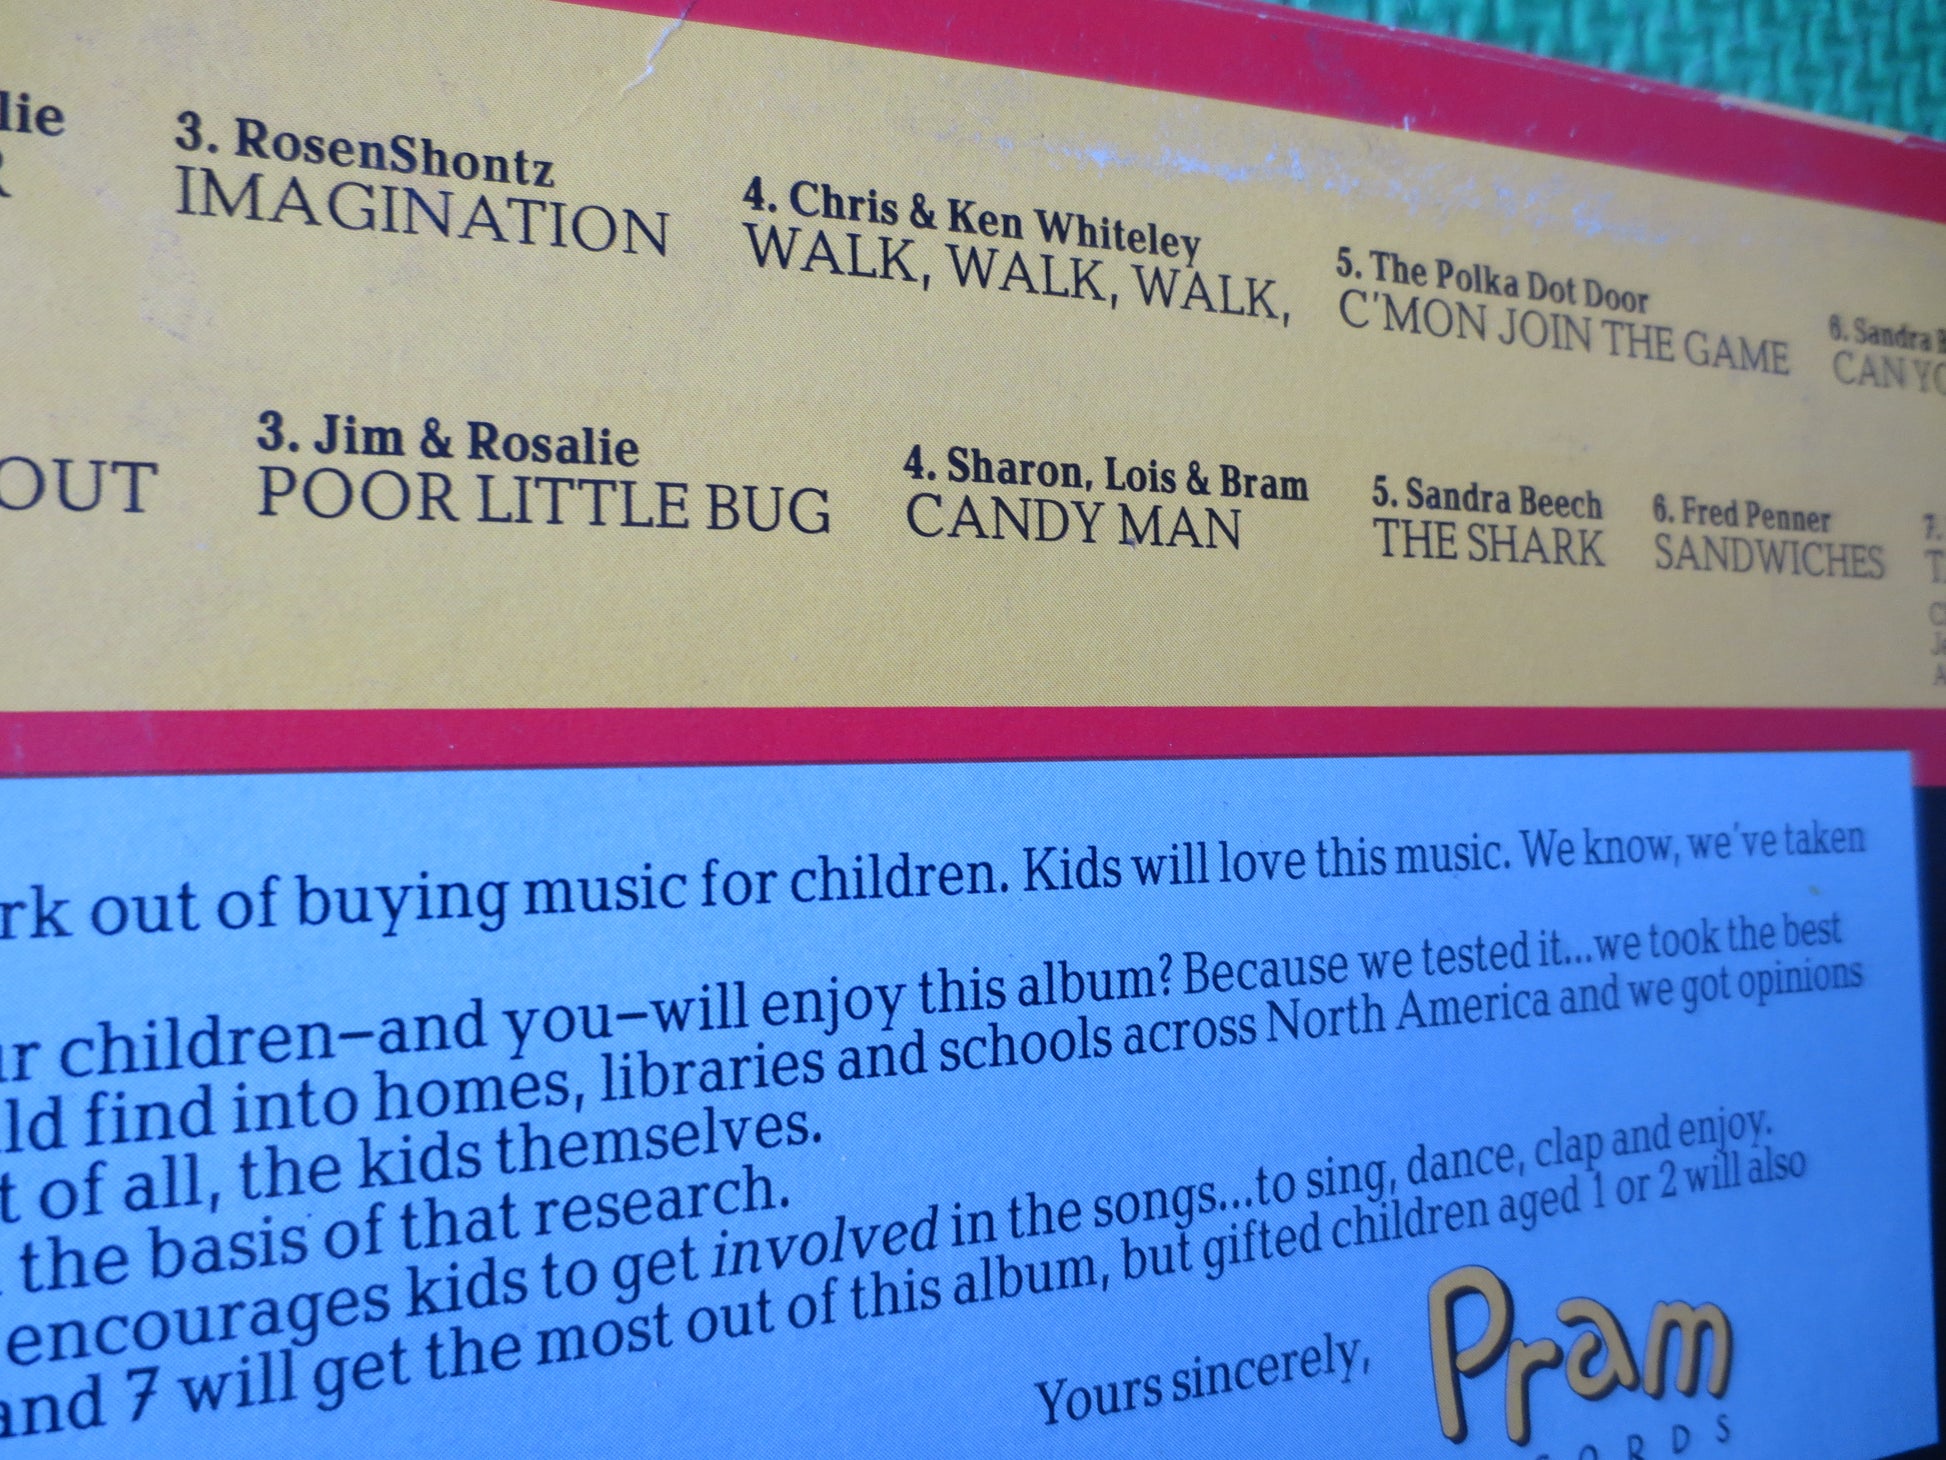 lie
3. RosenShontz
IMAGINATION
4. Chris & Ken Whiteley
WALK, WALK, WALK,
5. The Polka Dot Door
C'MON JOIN THE GAME
6. Sandra
CAN
OUT
3. Jim & Rosalie
POOR LITTLE BUG
4. Sharon, Lois & Bram
CANDY MAN
5. Sandra Beech
THE SHARK
6. Fred Penner
SANDWICHES
7.
rk out of buying music for children. Kids will love this music. We know, we've taken
ur children–and you–will enjoy this album? Because we tested it...we took the best
ld find into homes, libraries and schools across North America and we got opinions
t of all, the kids themselves.
the basis of that research.
encourages kids to get involved in the songs...to sing, dance, clap and enjoy.
and 7 will get the most out of this album, but gifted children aged 1 or 2 will also
Yours sincerely,
Pram
ORDS